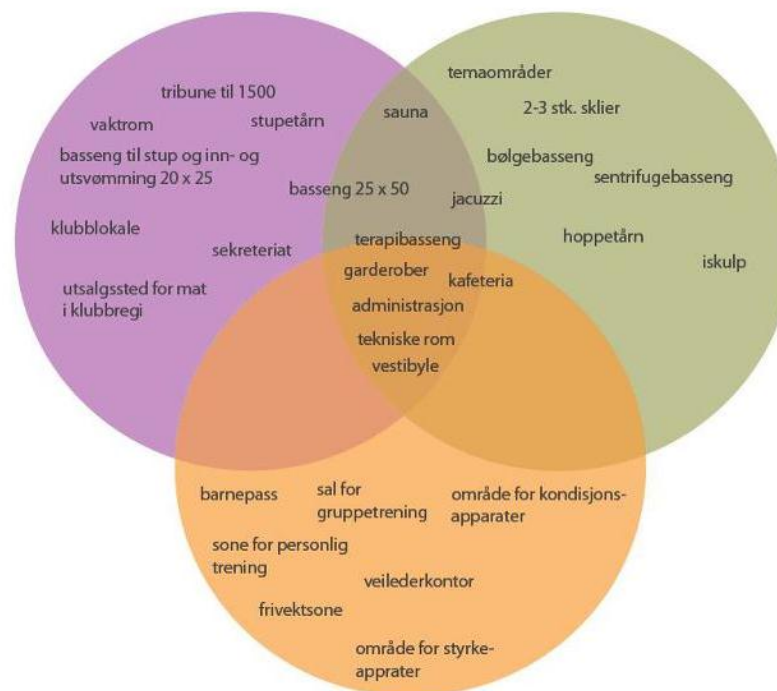 temaområder
tribune til 1500
2-3 stk. sklier
sauna
vaktrom
stupetårn
basseng til stup og inn- og
utsvømming 20 x 25
bølgebasseng
sentrifugebasseng
basseng 25 x 50
jacuzzi
klubblokale
terapibasseng
hoppetårn
sekreteriat
iskulp
garderober
kafeteria
utsalgssted for mat
i klubbregi
administrasjon
tekniske rom
vestibyle
barnepass
sal for
gruppetrening
område for kondisjons-
apparater
sone for personlig
trening
veilederkontor
frivektsone
område for styrke-
apprater